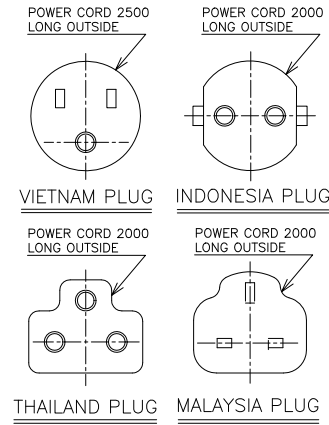 POWER CORD 2500
LONG OUTSIDE
VIETNAM PLUG
POWER CORD 2000
LONG OUTSIDE
INDONESIA PLUG
POWER CORD 2000
LONG OUTSIDE
THAILAND PLUG
POWER CORD 2000
LONG OUTSIDE
MALAYSIA PLUG